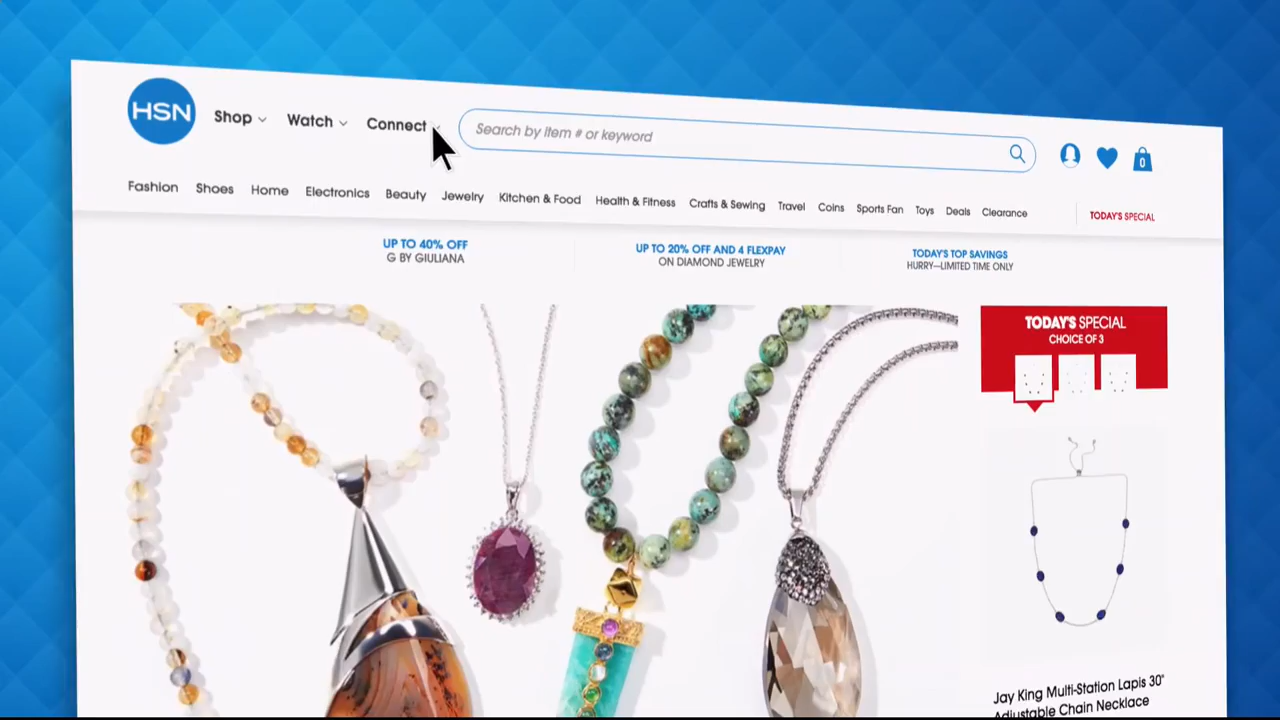 HSN
Shop
Watch
Connect
Search by item # or keyword
0
Fashion Shoes Home Electronics Beauty Jewelry Kitchen & Food Health & Fitness Crafts & Sewing Travel Coins Sports Fan Toys Deals Clearance
TODAY'S SPECIAL
UP TO 40% OFF
G BY GIULIANA
UP TO 20% OFF AND 4 FLEXPAY
ON DIAMOND JEWELRY
TODAY'S TOP SAVINGS
HURRY—LIMITED TIME ONLY
TODAY'S SPECIAL
CHOICE OF 3
Jay King Multi-Station Lapis 30"
Adjustable Chain Necklace